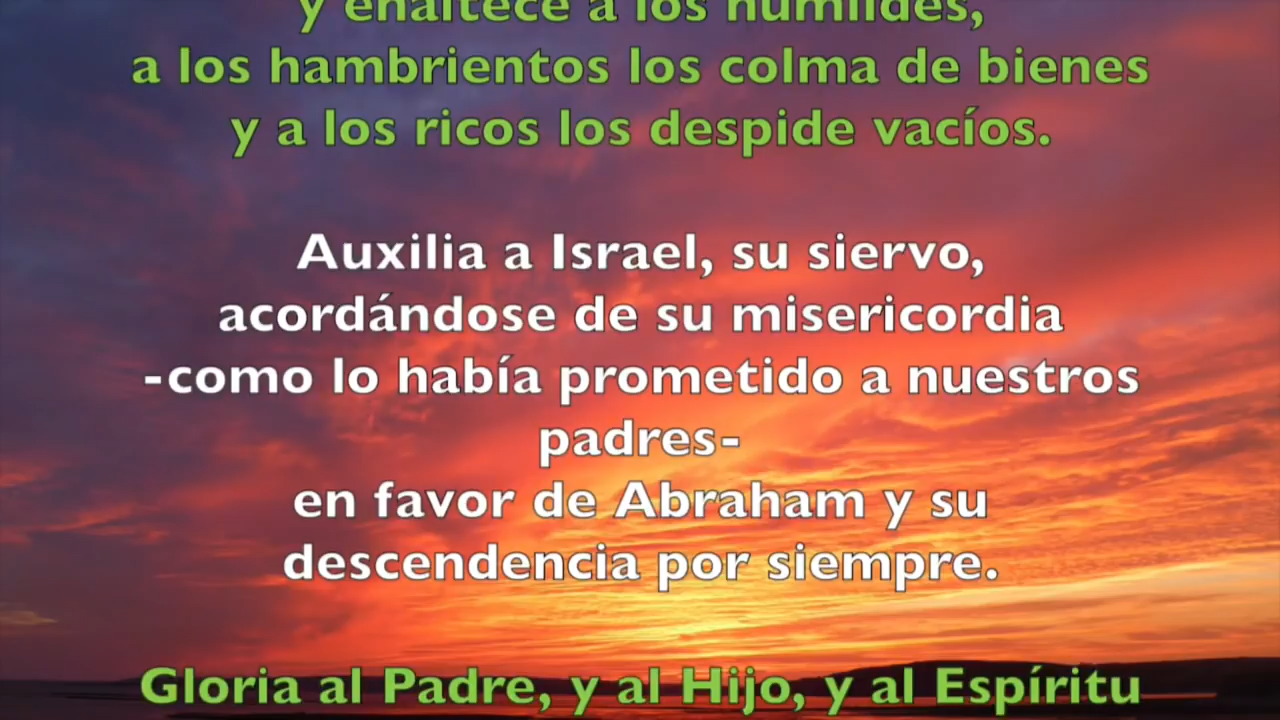 y enaltece a los humildes,
a los hambrientos los colma de bienes
y a los ricos los despide vacíos.
Auxilia a Israel, su siervo,
acordándose de su misericordia
-como lo había prometido a nuestros
padres-
en favor de Abraham y su
descendencia por siempre.
Gloria al Padre, y al Hijo, y al Espíritu